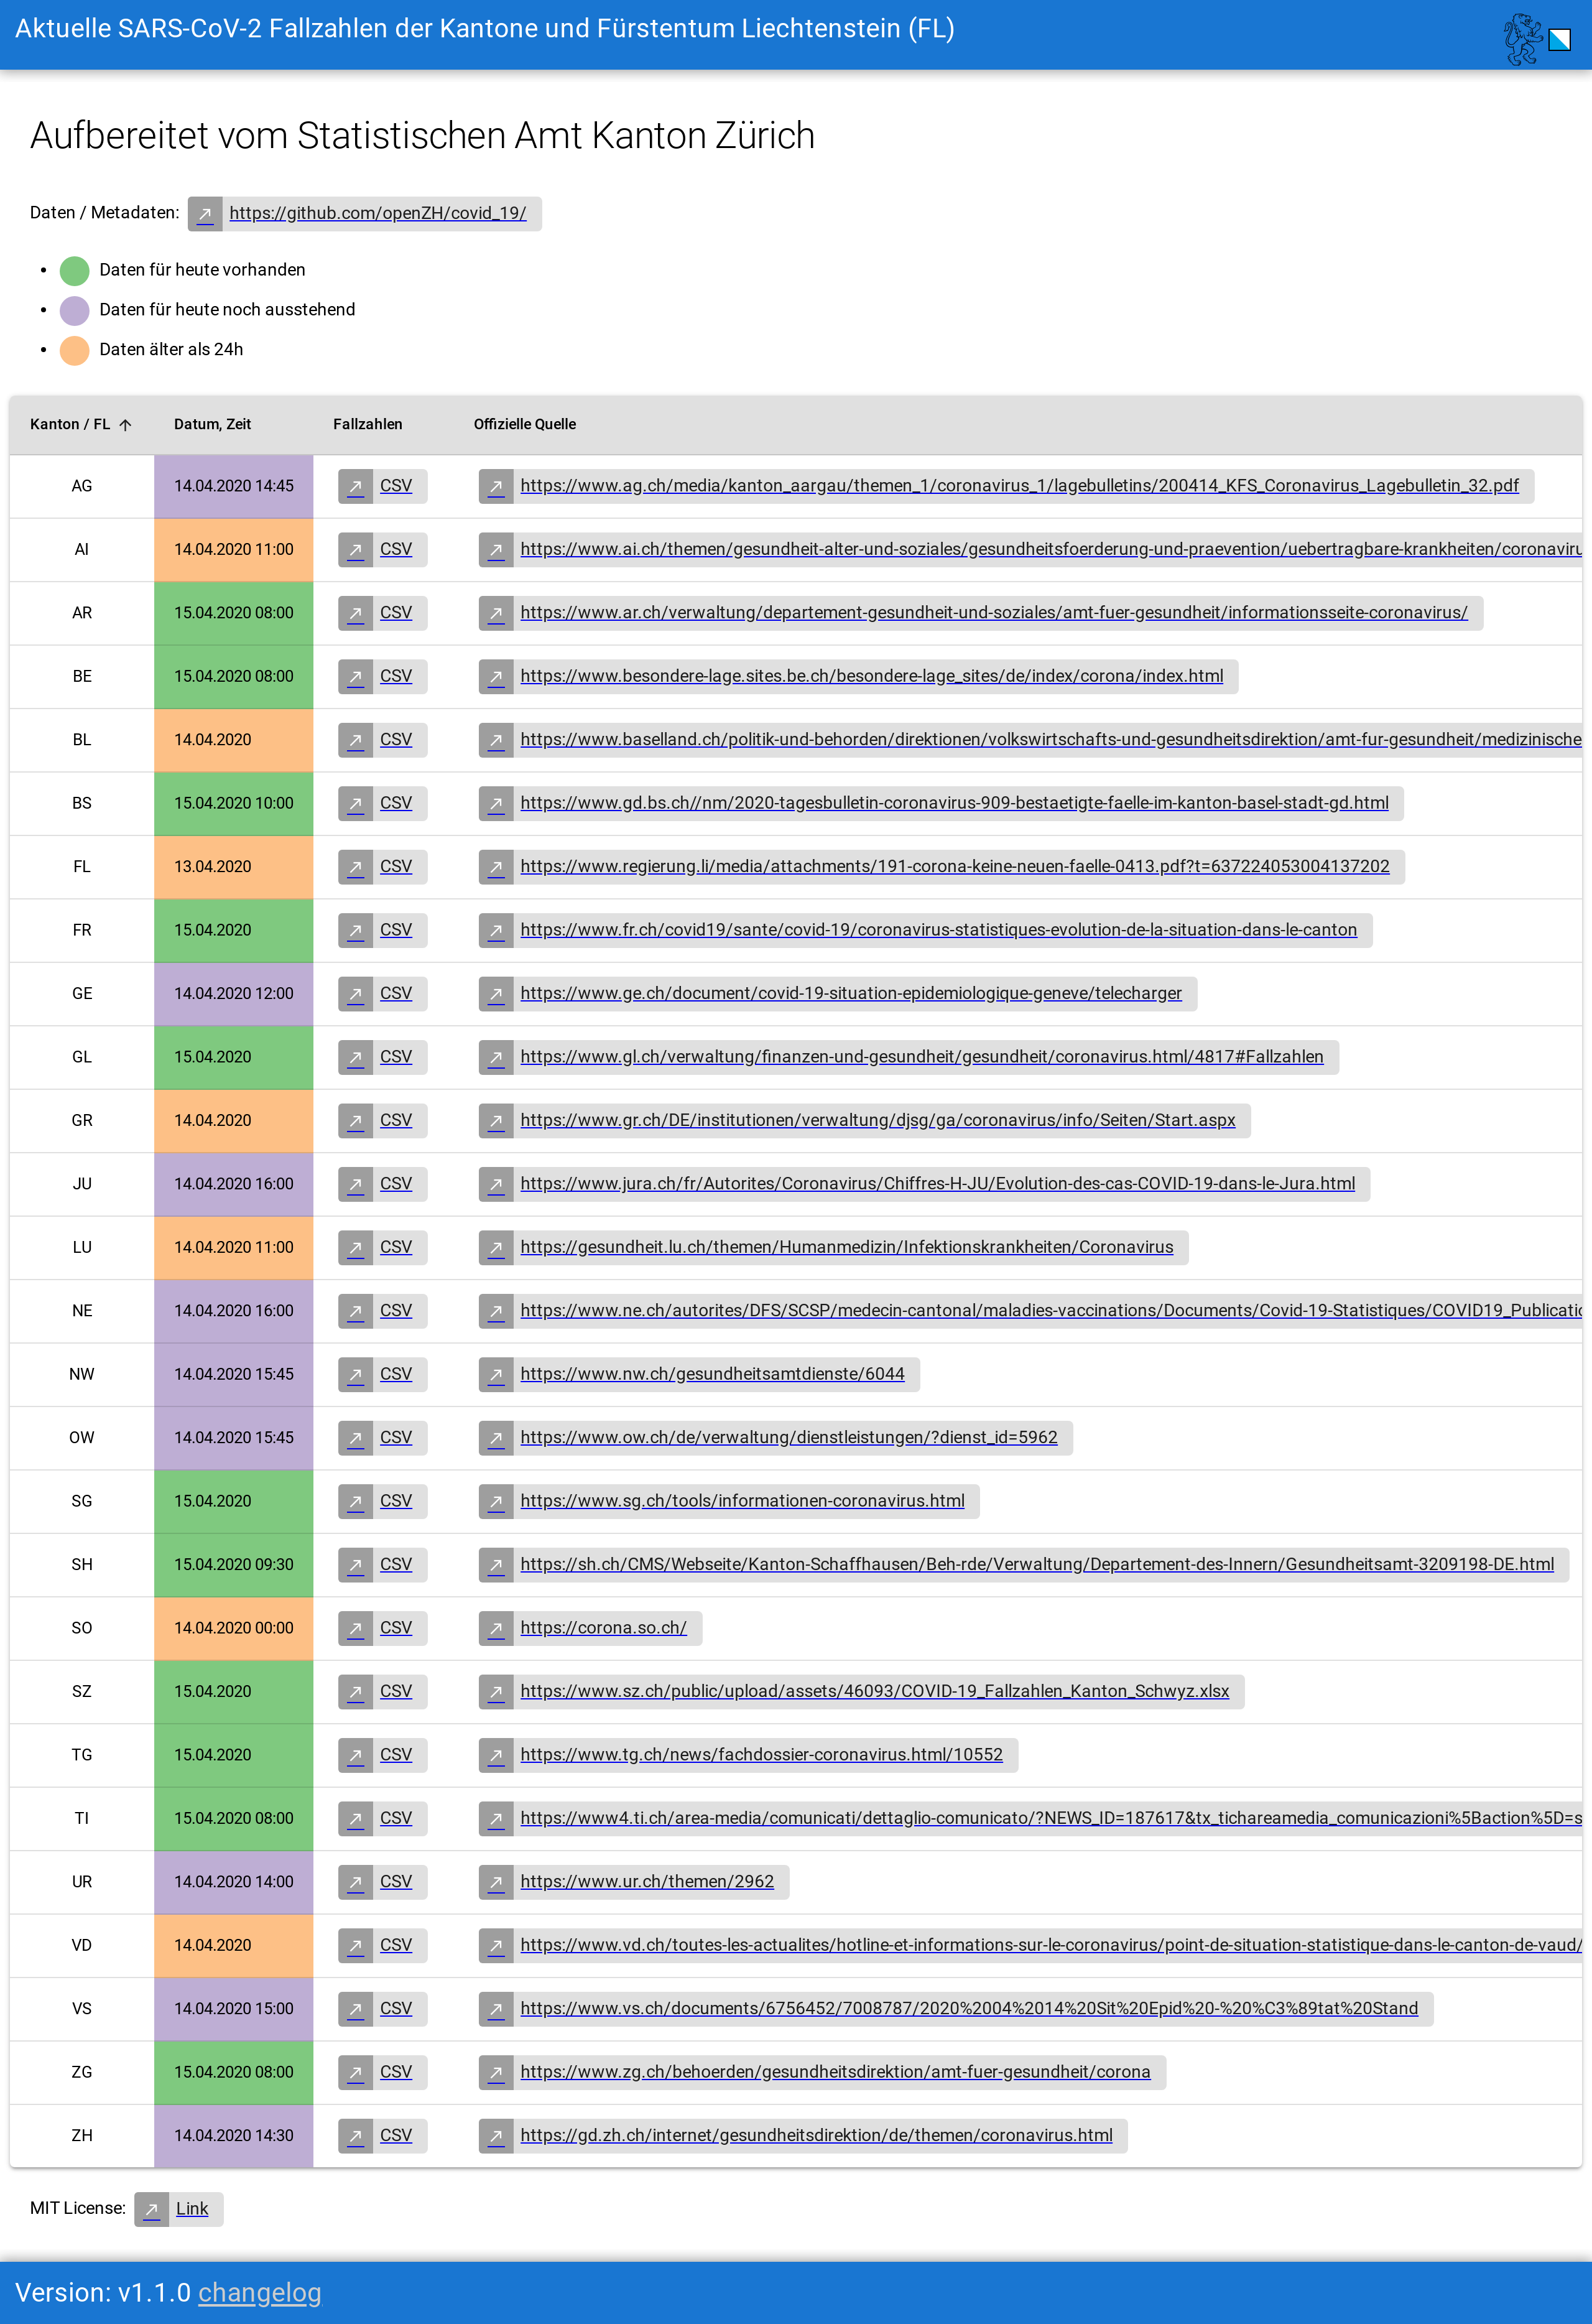 Aktuelle SARS-CoV-2 Fallzahlen der Kantone und Fürstentum Liechtenstein (FL)
Aufbereitet vom Statistischen Amt Kanton Zürich
Daten / Metadaten: https://github.com/openZH/covid_19/
Daten für heute vorhanden
Daten für heute noch ausstehend
Daten älter als 24h
Kanton / FL Datum, Zeit Fallzahlen Offizielle Quelle
AG 14.04.2020 14:45 CSV https://www.ag.ch/media/kanton_aargau/themen_1/coronavirus_1/lagebulletins/200414_KFS_Coronavirus_Lagebulletin_32.pdf
AI 14.04.2020 11:00 CSV https://www.ai.ch/themen/gesundheit-alter-und-soziales/gesundheitsfoerderung-und-praevention/uebertragbare-krankheiten/coronaviru
AR 15.04.2020 08:00 CSV https://www.ar.ch/verwaltung/departement-gesundheit-und-soziales/amt-fuer-gesundheit/informationsseite-coronavirus/
BE 15.04.2020 08:00 CSV https://www.besondere-lage.sites.be.ch/besondere-lage_sites/de/index/corona/index.html
BL 14.04.2020 CSV https://www.baselland.ch/politik-und-behorden/direktionen/volkswirtschafts-und-gesundheitsdirektion/amt-fur-gesundheit/medizinische
BS 15.04.2020 10:00 CSV https://www.gd.bs.ch//nm/2020-tagesbulletin-coronavirus-909-bestaetigte-faelle-im-kanton-basel-stadt-gd.html
FL 13.04.2020 CSV https://www.regierung.li/media/attachments/191-corona-keine-neuen-faelle-0413.pdf?t=637224053004137202
FR 15.04.2020 CSV https://www.fr.ch/covid19/sante/covid-19/coronavirus-statistiques-evolution-de-la-situation-dans-le-canton
GE 14.04.2020 12:00 CSV https://www.ge.ch/document/covid-19-situation-epidemiologique-geneve/telecharger
GL 15.04.2020 CSV https://www.gl.ch/verwaltung/finanzen-und-gesundheit/gesundheit/coronavirus.html/4817#Fallzahlen
GR 14.04.2020 CSV https://www.gr.ch/DE/institutionen/verwaltung/djsg/ga/coronavirus/info/Seiten/Start.aspx
JU 14.04.2020 16:00 CSV https://www.jura.ch/fr/Autorites/Coronavirus/Chiffres-H-JU/Evolution-des-cas-COVID-19-dans-le-Jura.html
LU 14.04.2020 11:00 CSV https://gesundheit.lu.ch/themen/Humanmedizin/Infektionskrankheiten/Coronavirus
NE 14.04.2020 16:00 CSV https://www.ne.ch/autorites/DFS/SCSP/medecin-cantonal/maladies-vaccinations/Documents/Covid-19-Statistiques/COVID19_Publicatio
NW 14.04.2020 15:45 CSV https://www.nw.ch/gesundheitsamtdienste/6044
OW 14.04.2020 15:45 CSV https://www.ow.ch/de/verwaltung/dienstleistungen/?dienst_id=5962
SG 15.04.2020 CSV https://www.sg.ch/tools/informationen-coronavirus.html
SH 15.04.2020 09:30 CSV https://sh.ch/CMS/Webseite/Kanton-Schaffhausen/Beh-rde/Verwaltung/Departement-des-Innern/Gesundheitsamt-3209198-DE.html
SO 14.04.2020 00:00 CSV https://corona.so.ch/
SZ 15.04.2020 CSV https://www.sz.ch/public/upload/assets/46093/COVID-19_Fallzahlen_Kanton_Schwyz.xlsx
TG 15.04.2020 CSV https://www.tg.ch/news/fachdossier-coronavirus.html/10552
TI 15.04.2020 08:00 CSV https://www4.ti.ch/area-media/comunicati/dettaglio-comunicato/?NEWS_ID=187617&tx_tichareamedia_comunicazioni%5Baction%5D=s
UR 14.04.2020 14:00 CSV https://www.ur.ch/themen/2962
VD 14.04.2020 CSV https://www.vd.ch/toutes-les-actualites/hotline-et-informations-sur-le-coronavirus/point-de-situation-statistique-dans-le-canton-de-vaud/
VS 14.04.2020 15:00 CSV https://www.vs.ch/documents/6756452/7008787/2020%2004%2014%20Sit%20Epid%20-%20%C3%89tat%20Stand
ZG 15.04.2020 08:00 CSV https://www.zg.ch/behoerden/gesundheitsdirektion/amt-fuer-gesundheit/corona
ZH 14.04.2020 14:30 CSV https://gd.zh.ch/internet/gesundheitsdirektion/de/themen/coronavirus.html
MIT License: Link
Version: v1.1.0 changelog